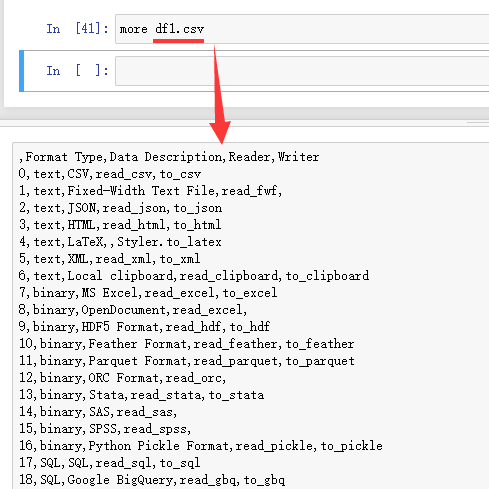 In [41]: more df1.csv
In [ ]:
,Format Type,Data Description,Reader,Writer
0,text,CSV,read_csv,to_csv
1,text,Fixed-Width Text File,read_fwf,
2,text,JSON,read_json,to_json
3,text,HTML,read_html,to_html
4,text,LaTeX,,Styler.to_latex
5,text,XML,read_xml,to_xml
6,text,Local clipboard,read_clipboard,to_clipboard
7,binary,MS Excel,read_excel,to_excel
8,binary,OpenDocument,read_excel,
9,binary,HDF5 Format,read_hdf,to_hdf
10,binary,Feather Format,read_feather,to_feather
11,binary,Parquet Format,read_parquet,to_parquet
12,binary,ORC Format,read_orc,
13,binary,Stata,read_stata,to_stata
14,binary,SAS,read_sas,
15,binary,SPSS,read_spss,
16,binary,Python Pickle Format,read_pickle,to_pickle
17,SQL,SQL,read_sql,to_sql
18,SQL,Google BigQuery,read_gbq,to_gbq